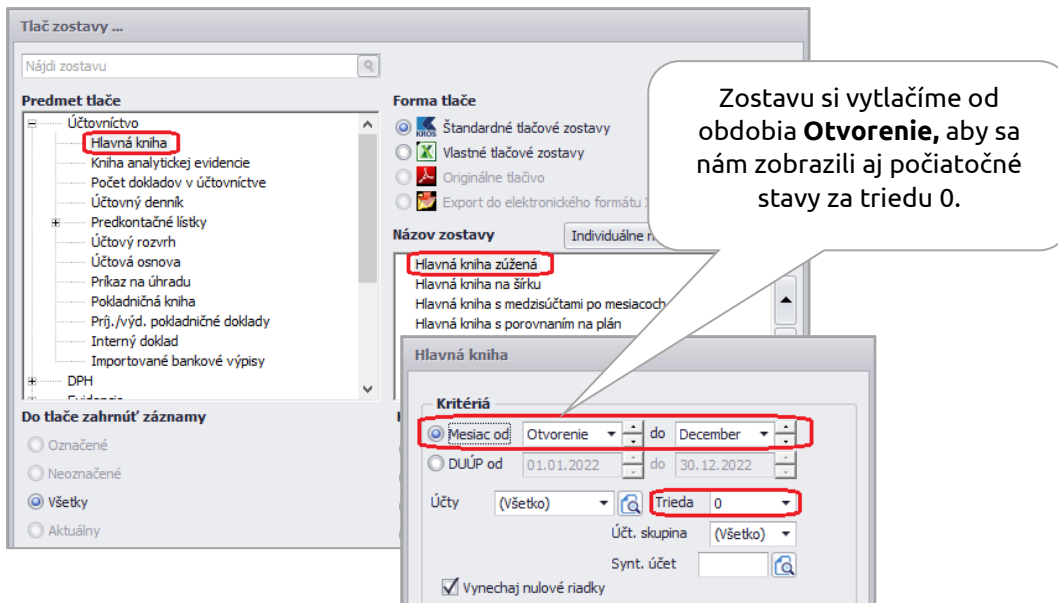 Tlač zostavy ...
Nájdi zostavu
Predmet tlače
Účtovníctvo
Hlavná kniha
Kniha analytickej evidencie
Počet dokladov v účtovníctve
Účtovný denník
Predkontačné lístky
Účtový rozvrh
Účtová osnova
Príkaz na úhradu
Pokladničná kniha
Príj./výd. pokladničné doklady
Interný doklad
Importované bankové výpisy
DPH
Do tlače zahrnúť záznamy
Označené
Neoznačené
Všetky
Aktuálny
Forma tlače
KROS
Štandardné tlačové zostavy
Vlastné tlačové zostavy
Originálne tlačivo
Export do elektronického formátu
Názov zostavy
Individuálne
Hlavná kniha zúžená
Hlavná kniha na šírku
Hlavná kniha s medzisúčtami po mesiacoch
Hlavná kniha s porovnaním na plán
Zostavu si vytlačíme od
obdobia Otvorenie, aby sa
nám zobrazili aj počiatočné
stavy za triedu 0.
Hlavná kniha
Kritériá
Mesiac od Otvorenie do December
DUÚP od 01.01.2022 do 30.12.2022
Účty (Všetko) Trieda 0
Účt. skupina (Všetko)
Synt. účet
Vynechaj nulové riadky